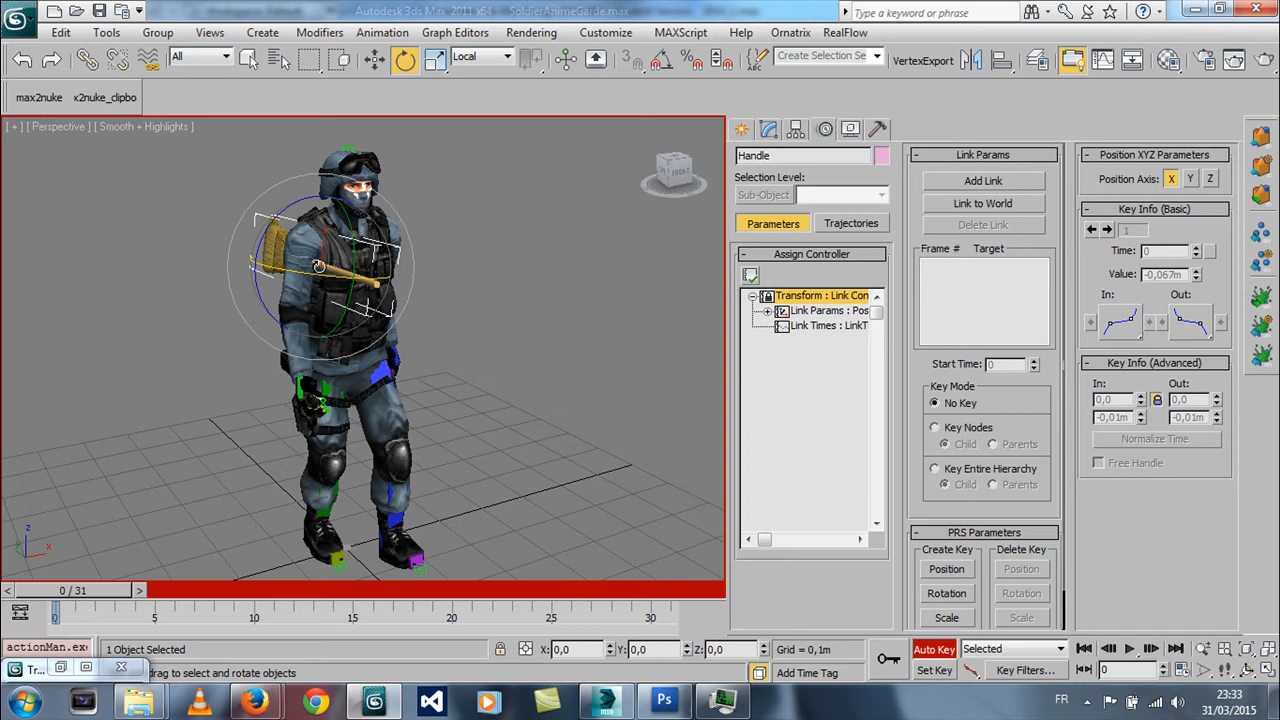 Autodesk 3ds Max 2011 x64 SoldierAnimeGarde.max
Type a keyword or phrase
Edit Tools Group Views Create Modifiers Animation Graph Editors Rendering Customize MAXScript Help Ornatrix RealFlow
All Local Create Selection Se VertexExport
max2nuke x2nuke_clipbo
[ + ] [ Perspective ] [ Smooth + Highlights ]
FRONT
Handle
Selection Level:
Sub-Object
Parameters Trajectories
Assign Controller
Transform : Link Con
Link Params : Pos
Link Times : LinkT
Link Params
Add Link
Link to World
Delete Link
Frame # Target
Start Time: 0
Key Mode
No Key
Key Nodes
Child Parents
Key Entire Hierarchy
Child Parents
PRS Parameters
Create Key Delete Key
Position Position
Rotation Rotation
Scale Scale
Position XYZ Parameters
Position Axis: X Y Z
Key Info (Basic)
1
Time: 0
Value: -0,067m
In: Out:
Key Info (Advanced)
In: Out:
0,0 0,0
-0,01m -0,01m
Normalize Time
Free Handle
z
x
0 / 31
0 5 10 15 20 25 30
actionMan.exe
1 Object Selected
X: 0,0 Y: 0,0 Z: 0,0
Grid = 0,1m
Auto Key Selected
Tr...
drag to select and rotate objects
Add Time Tag
Set Key Key Filters... 0
Ps
FR
23:33
31/03/2015